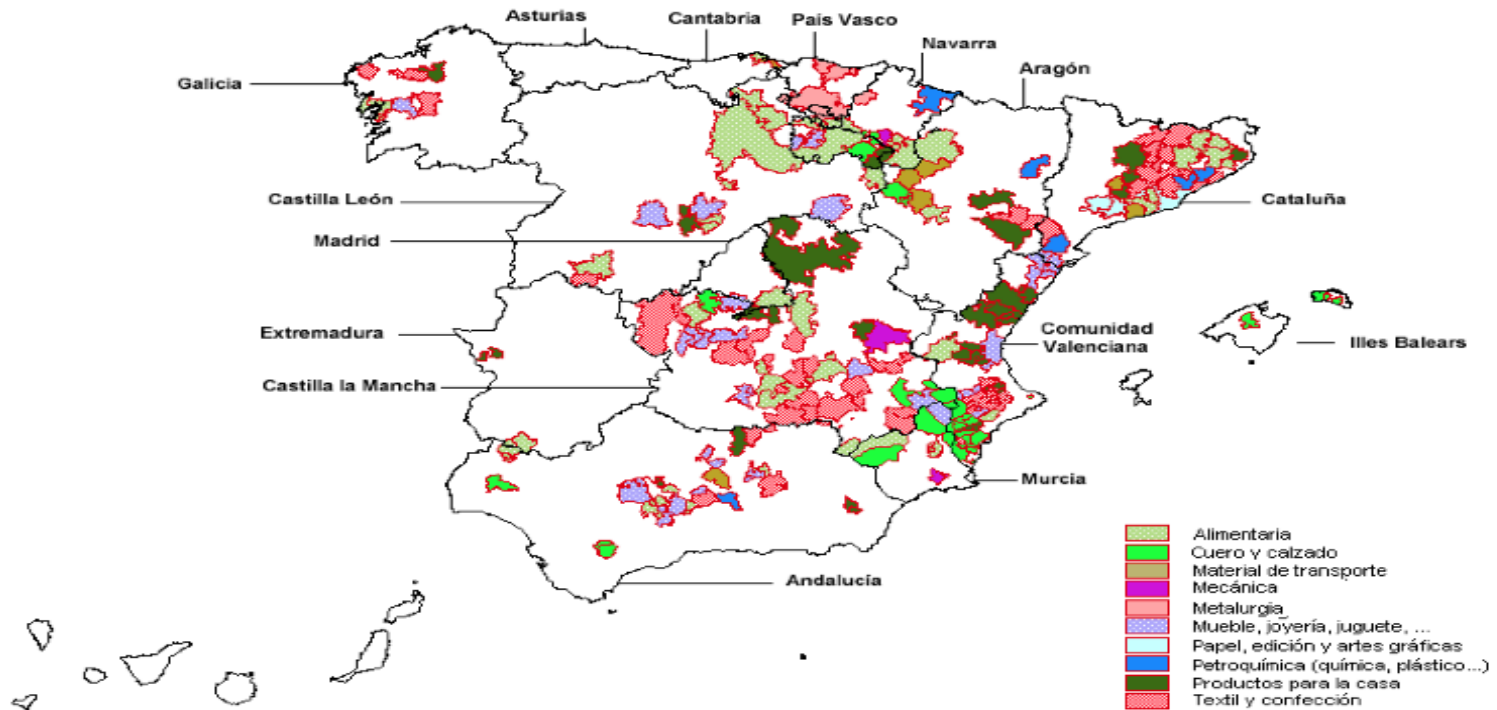 Asturias
Cantabria
País Vasco
Navarra
Aragón
Galicia
Castilla León
Cataluña
Madrid
Extremadura
Comunidad
Valenciana
Illes Balears
Castilla la Mancha
Murcia
Andalucía
Alimentaria
Cuero y calzado
Material de transporte
Mecánica
Metalurgia
Mueble, joyería, juguete, ...
Papel, edición y artes gráficas
Petroquímica (química, plástico...)
Productos para la casa
Textil y confección